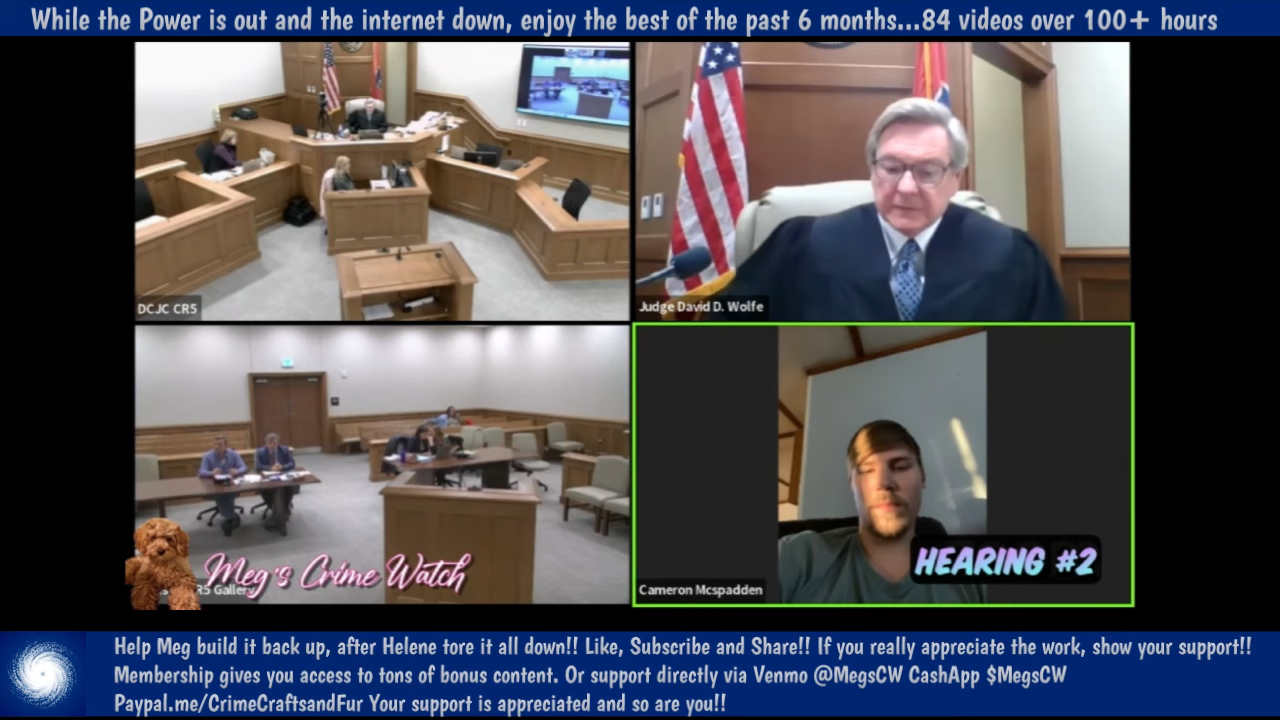 While the Power is out and the internet down, enjoy the best of the past 6 months...84 videos over 100+ hours
DCJC CR5
Judge David D. Wolfe
Meg's Crime Watch
R5 Gallery
HEARING #2
Cameron Mcspadden
Help Meg build it back up, after Helene tore it all down!! Like, Subscribe and Share!! If you really appreciate the work, show your support!!
Membership gives you access to tons of bonus content. Or support directly via Venmo @MegsCW CashApp $MegsCW
Paypal.me/CrimeCraftsandFur Your support is appreciated and so are you!!